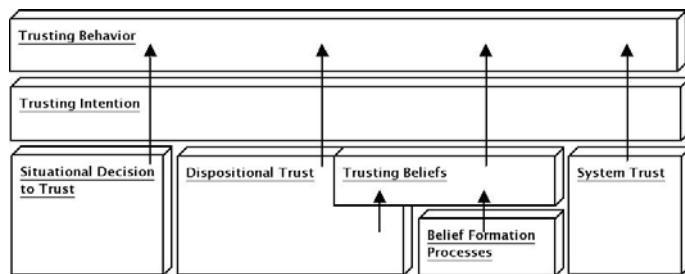 Trusting Behavior
Trusting Intention
Situational Decision
to Trust
Dispositional Trust
Trusting Beliefs
System Trust
Belief Formation
Processes